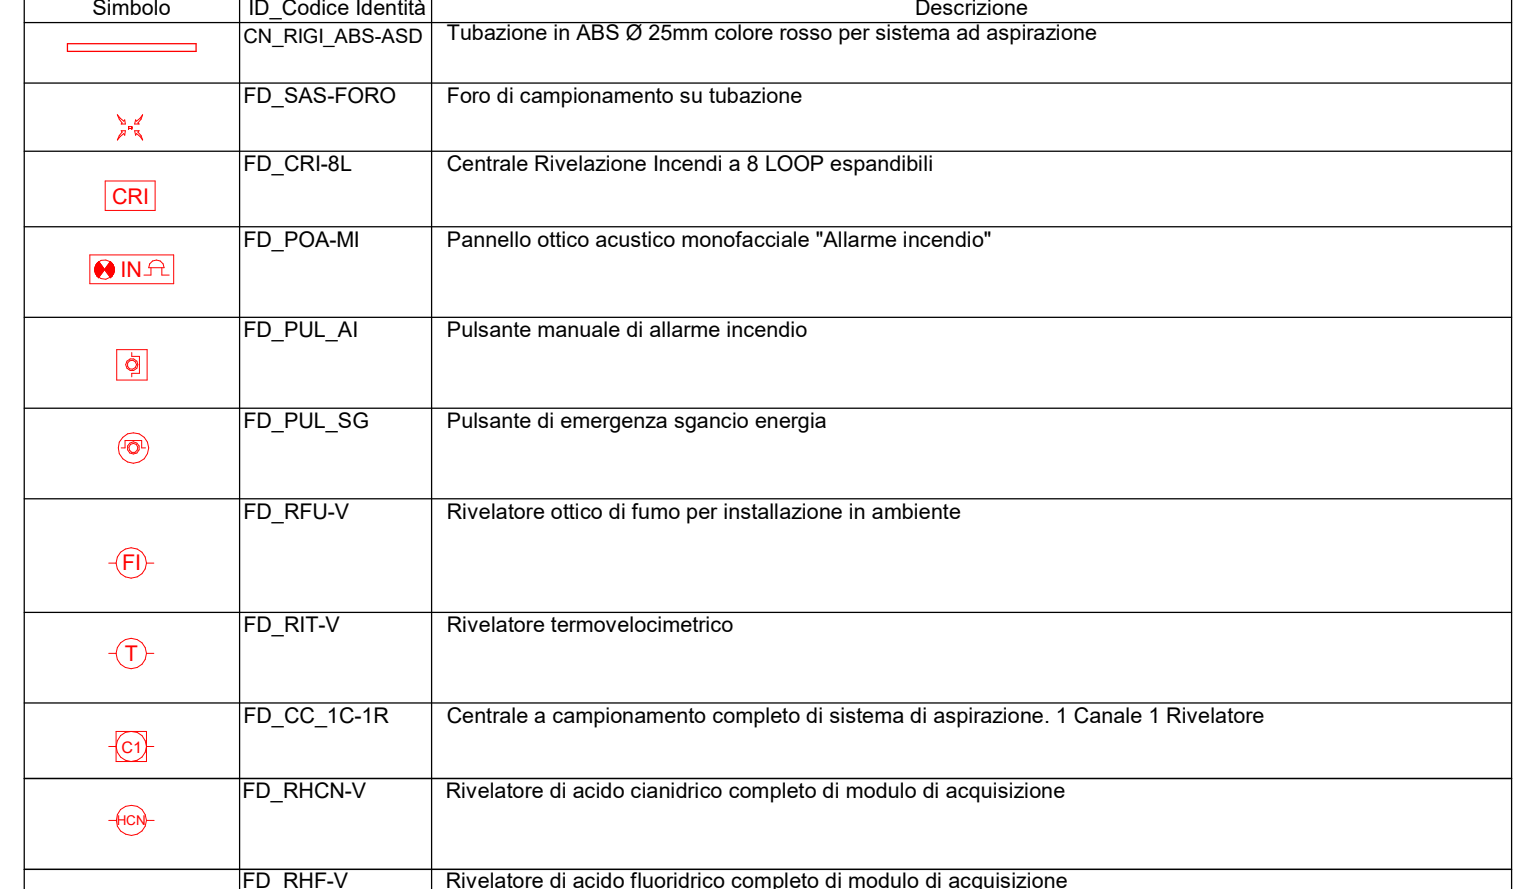 Simbolo ID_Codice Identità Descrizione
CN_RIGI_ABS-ASD Tubazione in ABS Ø 25mm colore rosso per sistema ad aspirazione
FD_SAS-FORO Foro di campionamento su tubazione
CRI FD_CRI-8L Centrale Rivelazione Incendi a 8 LOOP espandibili
IN FD_POA-MI Pannello ottico acustico monofacciale "Allarme incendio"
FD_PUL_AI Pulsante manuale di allarme incendio
FD_PUL_SG Pulsante di emergenza sgancio energia
FI FD_RFU-V Rivelatore ottico di fumo per installazione in ambiente
T FD_RIT-V Rivelatore termovelocimetrico
C1 FD_CC_1C-1R Centrale a campionamento completo di sistema di aspirazione. 1 Canale 1 Rivelatore
HCN FD_RHCN-V Rivelatore di acido cianidrico completo di modulo di acquisizione
FD_RHF-V Rivelatore di acido fluoridrico completo di modulo di acquisizione